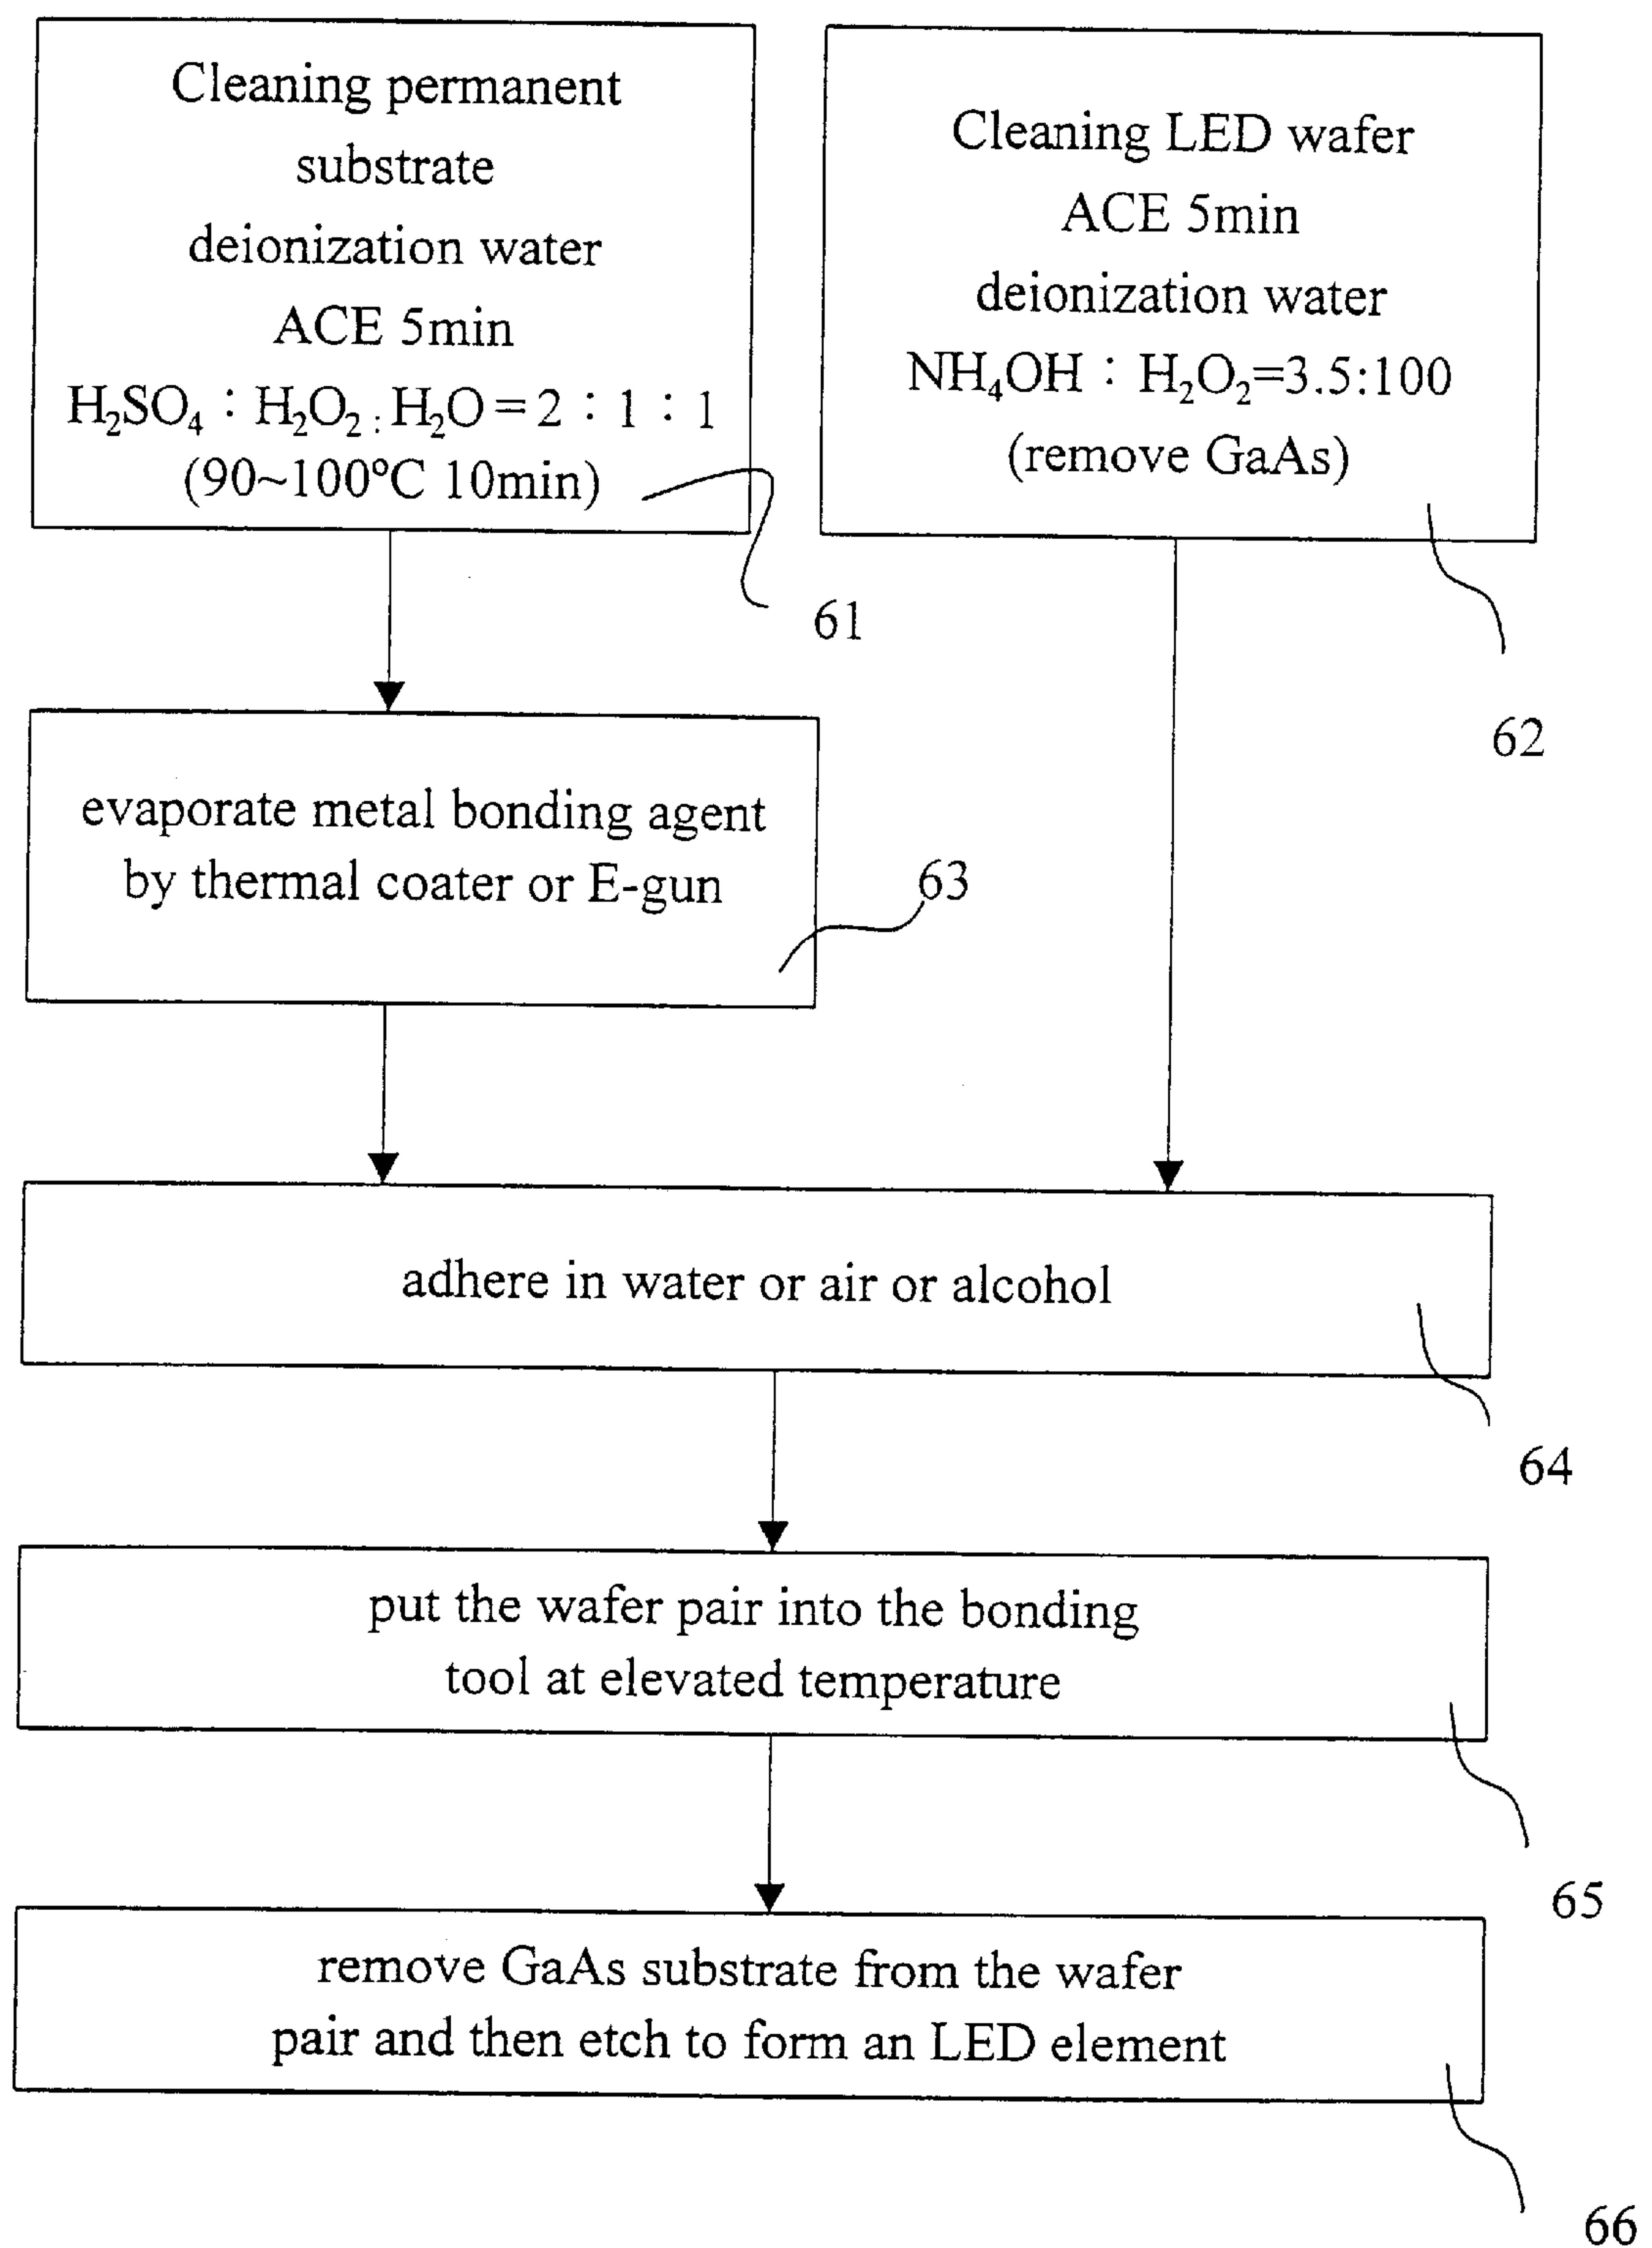 Cleaning permanent
substrate
deionization water
ACE 5min
H₂SO₄ : H₂O₂ : H₂O = 2 : 1 : 1
(90~100°C 10min)
61
Cleaning LED wafer
ACE 5min
deionization water
NH₄OH : H₂O₂=3.5:100
(remove GaAs)
62
evaporate metal bonding agent
by thermal coater or E-gun
63
adhere in water or air or alcohol
64
put the wafer pair into the bonding
tool at elevated temperature
65
remove GaAs substrate from the wafer
pair and then etch to form an LED element
66